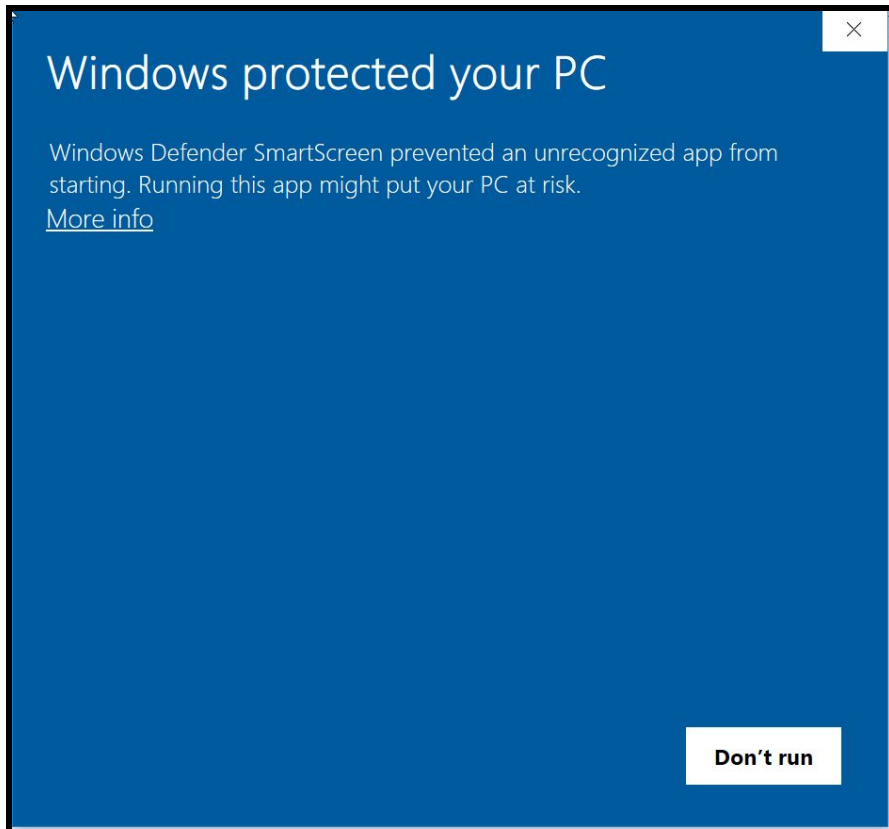 Windows protected your PC
Windows Defender SmartScreen prevented an unrecognized app from
starting. Running this app might put your PC at risk.
More info
Don’t run